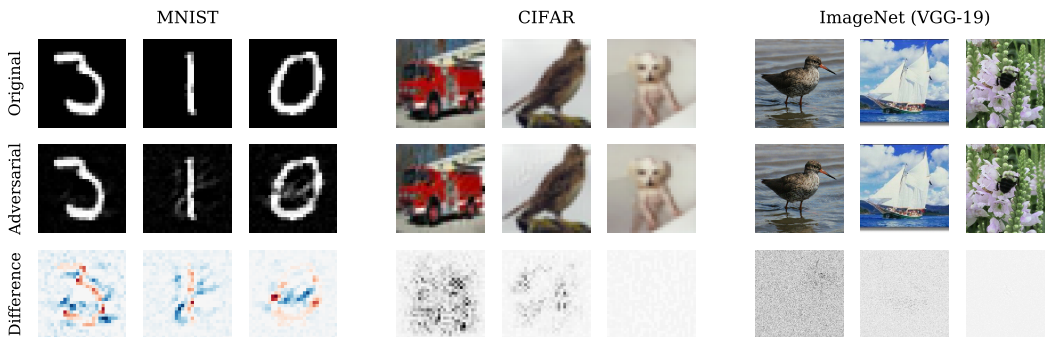 MNIST
CIFAR
ImageNet (VGG-19)
Original
Adversarial
Difference